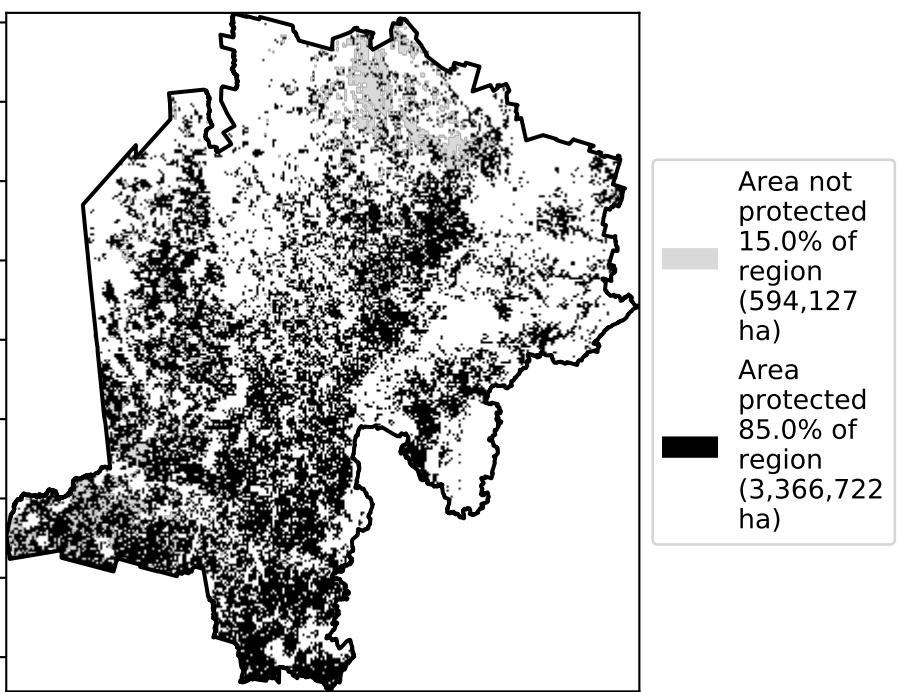 Area not
protected
15.0% of
region
(594,127
ha)
Area
protected
85.0% of
region
(3,366,722
ha)